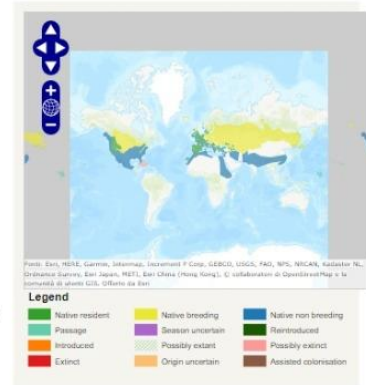 Fonti: Esri, HERE, Garmin, Intermap, increment P Corp., GEBCO, USGS, FAO, NPS, NRCAN, Kadaster NL,
Ordnance Survey, Esri Japan, METI, Esri China (Hong Kong), © collaboratori di OpenStreetMap e la
comunità di utenti GIS, Offerto da Esri
Legend
Native resident Native breeding Native non breeding
Passage Season uncertain Reintroduced
Introduced Possibly extant Possibly extinct
Extinct Origin uncertain Assisted colonisation